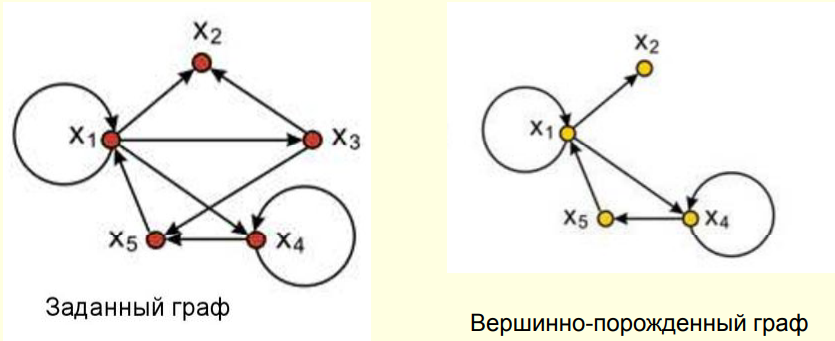 x₂
x₁
x₃
x₅
x₄
Заданный граф
x₂
x₁
x₅
x₄
Вершинно-порожденный граф